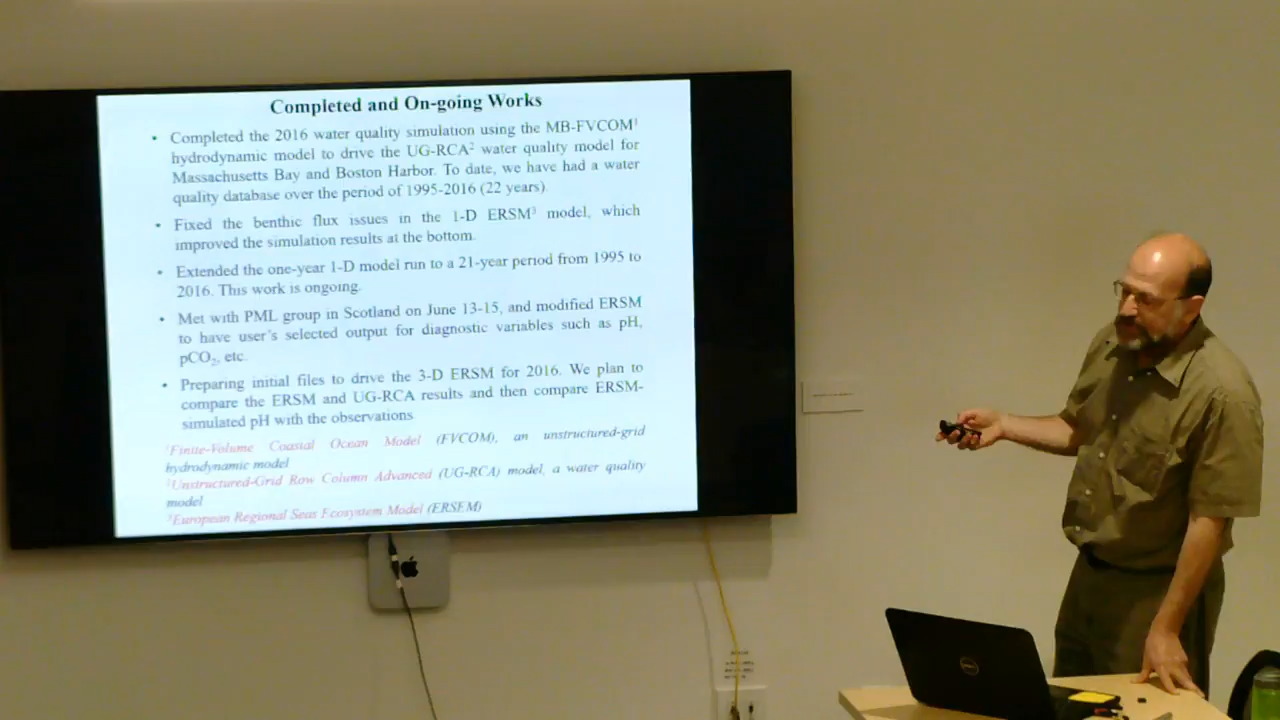 Completed and On-going Works
• Completed the 2016 water quality simulation using the MB-FVCOM¹
hydrodynamic model to drive the UG-RCA² water quality model for
Massachusetts Bay and Boston Harbor. To date, we have had a water
quality database over the period of 1995-2016 (22 years).
• Fixed the benthic flux issues in the 1-D ERSM³ model, which
improved the simulation results at the bottom.
• Extended the one-year 1-D model run to a 21-year period from 1995 to
2016. This work is ongoing.
• Met with PML group in Scotland on June 13-15, and modified ERSM
to have user's selected output for diagnostic variables such as pH,
pCO₂, etc.
• Preparing initial files to drive the 3-D ERSM for 2016. We plan to
compare the ERSM and UG-RCA results and then compare ERSM-
simulated pH with the observations
¹Finite-Volume Coastal Ocean Model (FVCOM), an unstructured-grid
hydrodynamic model
²Unstructured-Grid Row Column Advanced (UG-RCA) model, a water quality
model
³European Regional Seas Ecosystem Model (ERSEM)
DELL